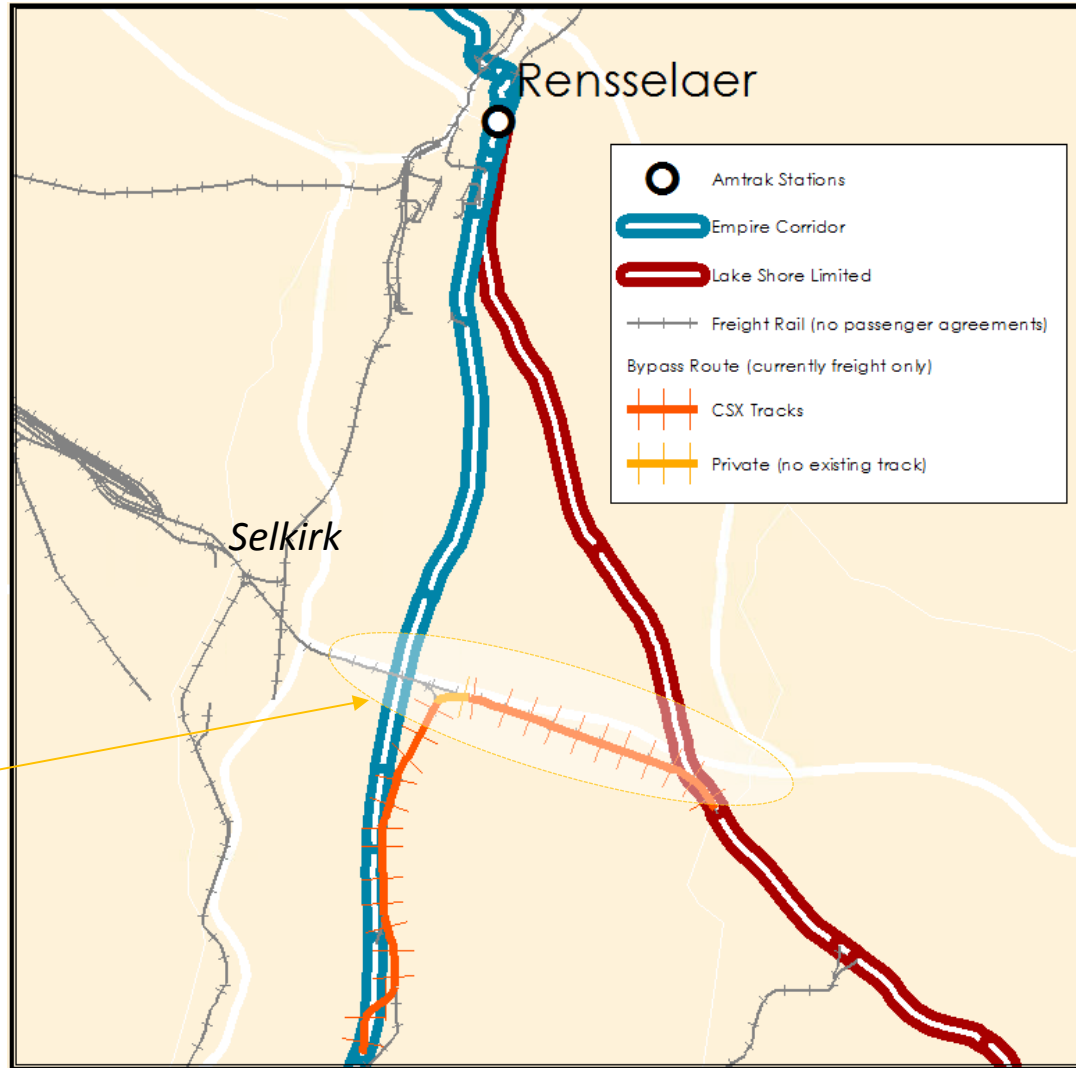 Rensselaer
Amtrak Stations
Empire Corridor
Lake Shore Limited
Freight Rail (no passenger agreements)
Bypass Route (currently freight only)
CSX Tracks
Private (no existing track)
Selkirk